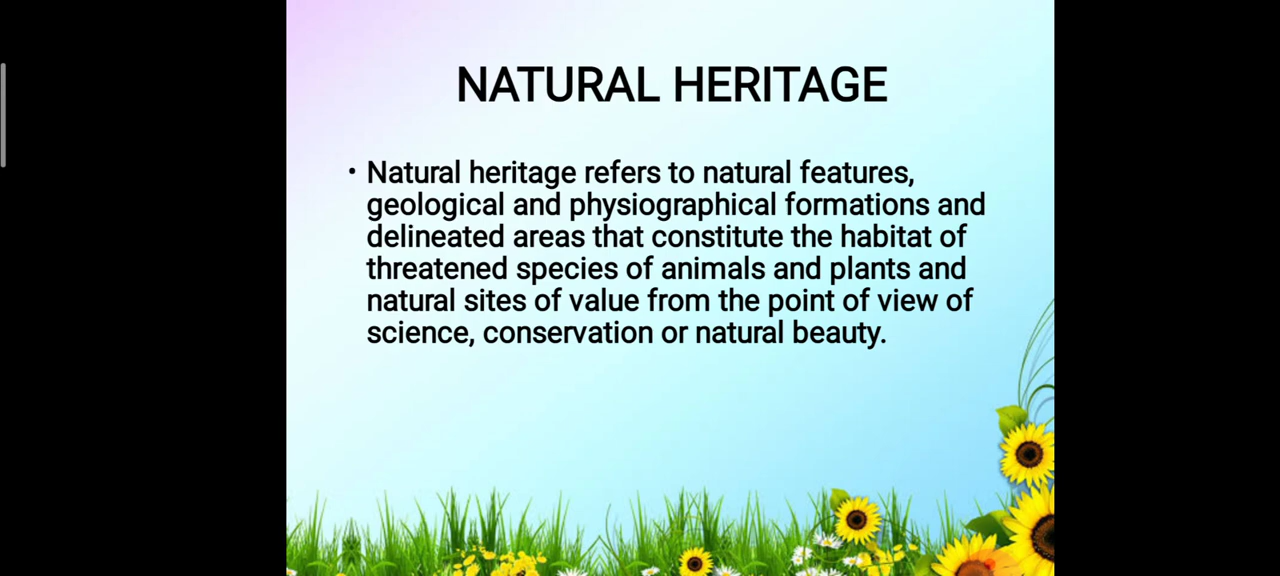 NATURAL HERITAGE
• Natural heritage refers to natural features,
geological and physiographical formations and
delineated areas that constitute the habitat of
threatened species of animals and plants and
natural sites of value from the point of view of
science, conservation or natural beauty.